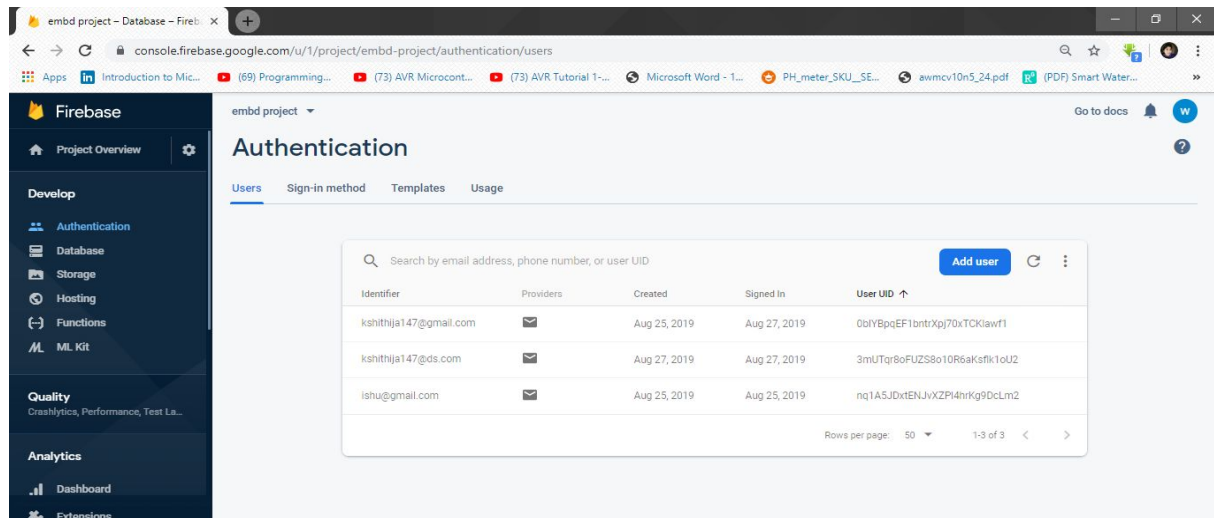 embd project – Database – Fireb
console.firebase.google.com/u/1/project/embd-project/authentication/users
Apps Introduction to Mic... (69) Programming... (73) AVR Microcont... (73) AVR Tutorial 1-... Microsoft Word - 1... PH_meter_SKU__SE... awmcv10n5_24.pdf (PDF) Smart Water... »
Firebase
embd project
Go to docs
W
Project Overview
Authentication
Develop
Users Sign-in method Templates Usage
Authentication
Database
Storage
Hosting
Functions
ML Kit
Quality
Crashlytics, Performance, Test La...
Analytics
Dashboard
Extensions
Search by email address, phone number, or user UID
Add user
Identifier Providers Created Signed In User UID
kshithija147@gmail.com Aug 25, 2019 Aug 27, 2019 0bIYBpqEF1bntrXpj70xTCKIawf1
kshithija147@ds.com Aug 27, 2019 Aug 27, 2019 3mUTqr8oFUZS8o10R6aKsflk1oU2
ishu@gmail.com Aug 25, 2019 Aug 25, 2019 nq1A5JDxtENJvXZPl4hrKg9DcLm2
Rows per page: 50 1-3 of 3